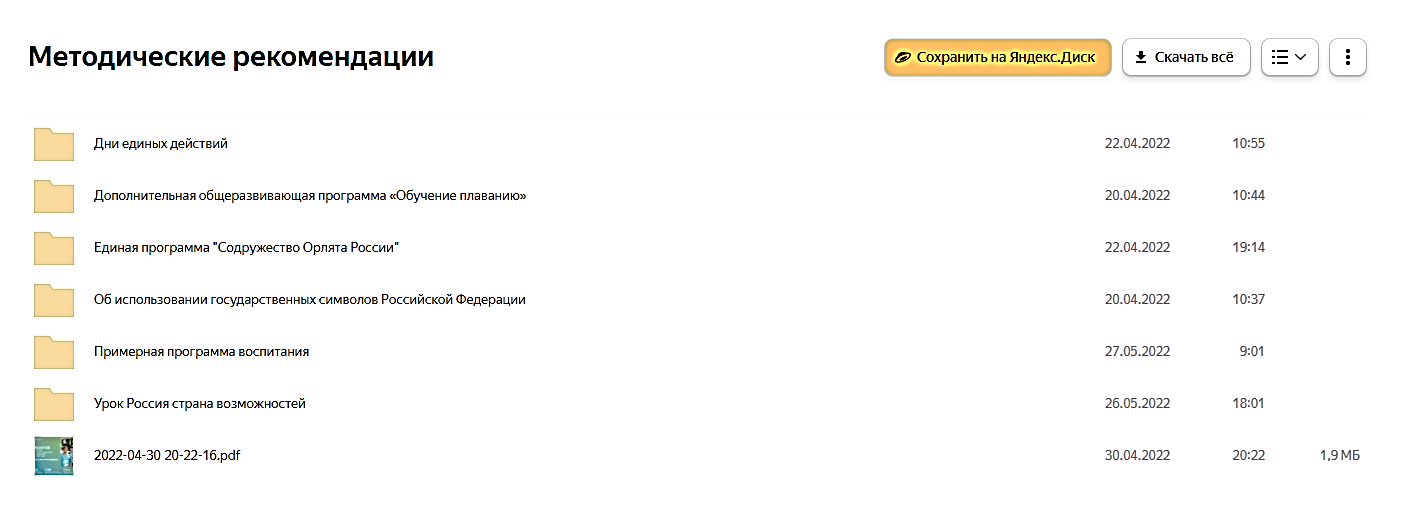 Методические рекомендации
Сохранить на Яндекс.Диск
Скачать всё
Дни единых действий 22.04.2022 10:55
Дополнительная общеразвивающая программа «Обучение плаванию» 20.04.2022 10:44
Единая программа "Содружество Орлята России" 22.04.2022 19:14
Об использовании государственных символов Российской Федерации 20.04.2022 10:37
Примерная программа воспитания 27.05.2022 9:01
Урок Россия страна возможностей 26.05.2022 18:01
2022-04-30 20-22-16.pdf 30.04.2022 20:22 1,9 МБ